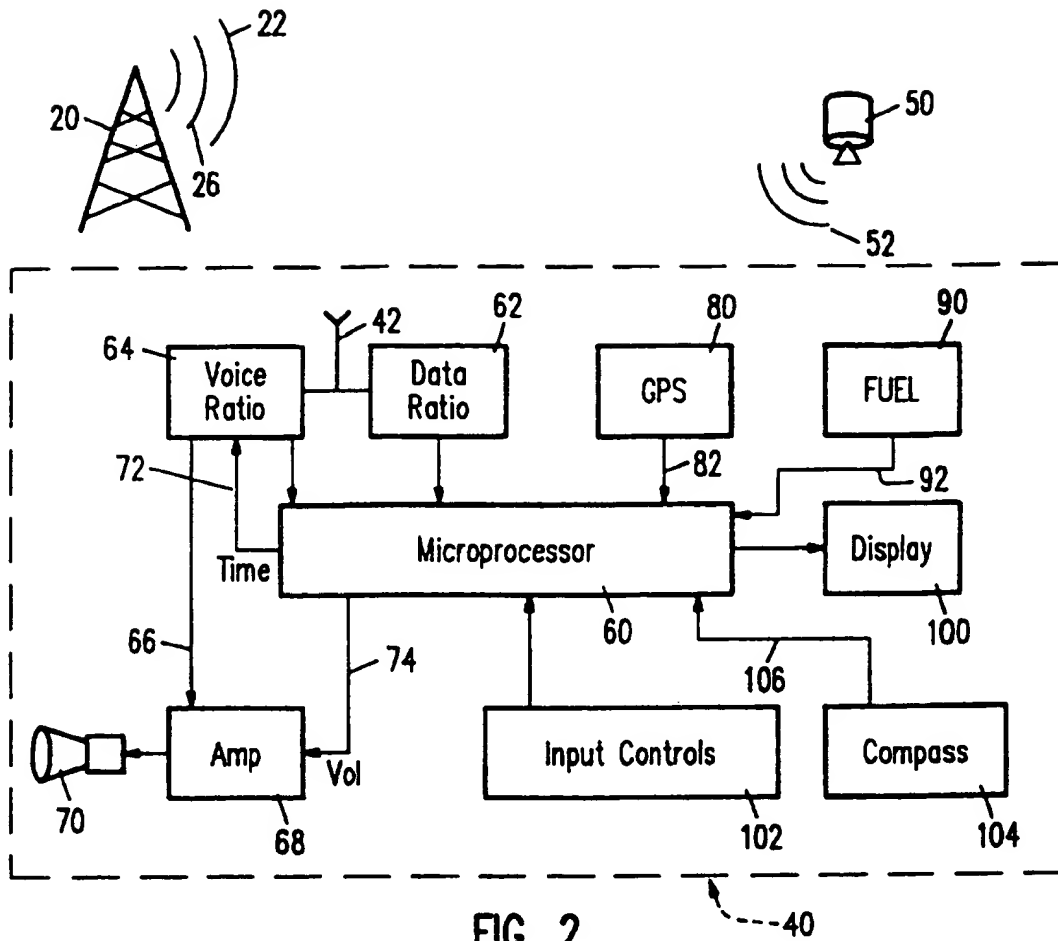 22
20
26
50
52
64
42
62
80
90
Voice
Ratio
Data
Ratio
GPS
FUEL
72
82
92
Time
Microprocessor
Display
66
74
60
106
100
Amp
Vol
Input Controls
Compass
70
68
102
104
40
FIG. 2